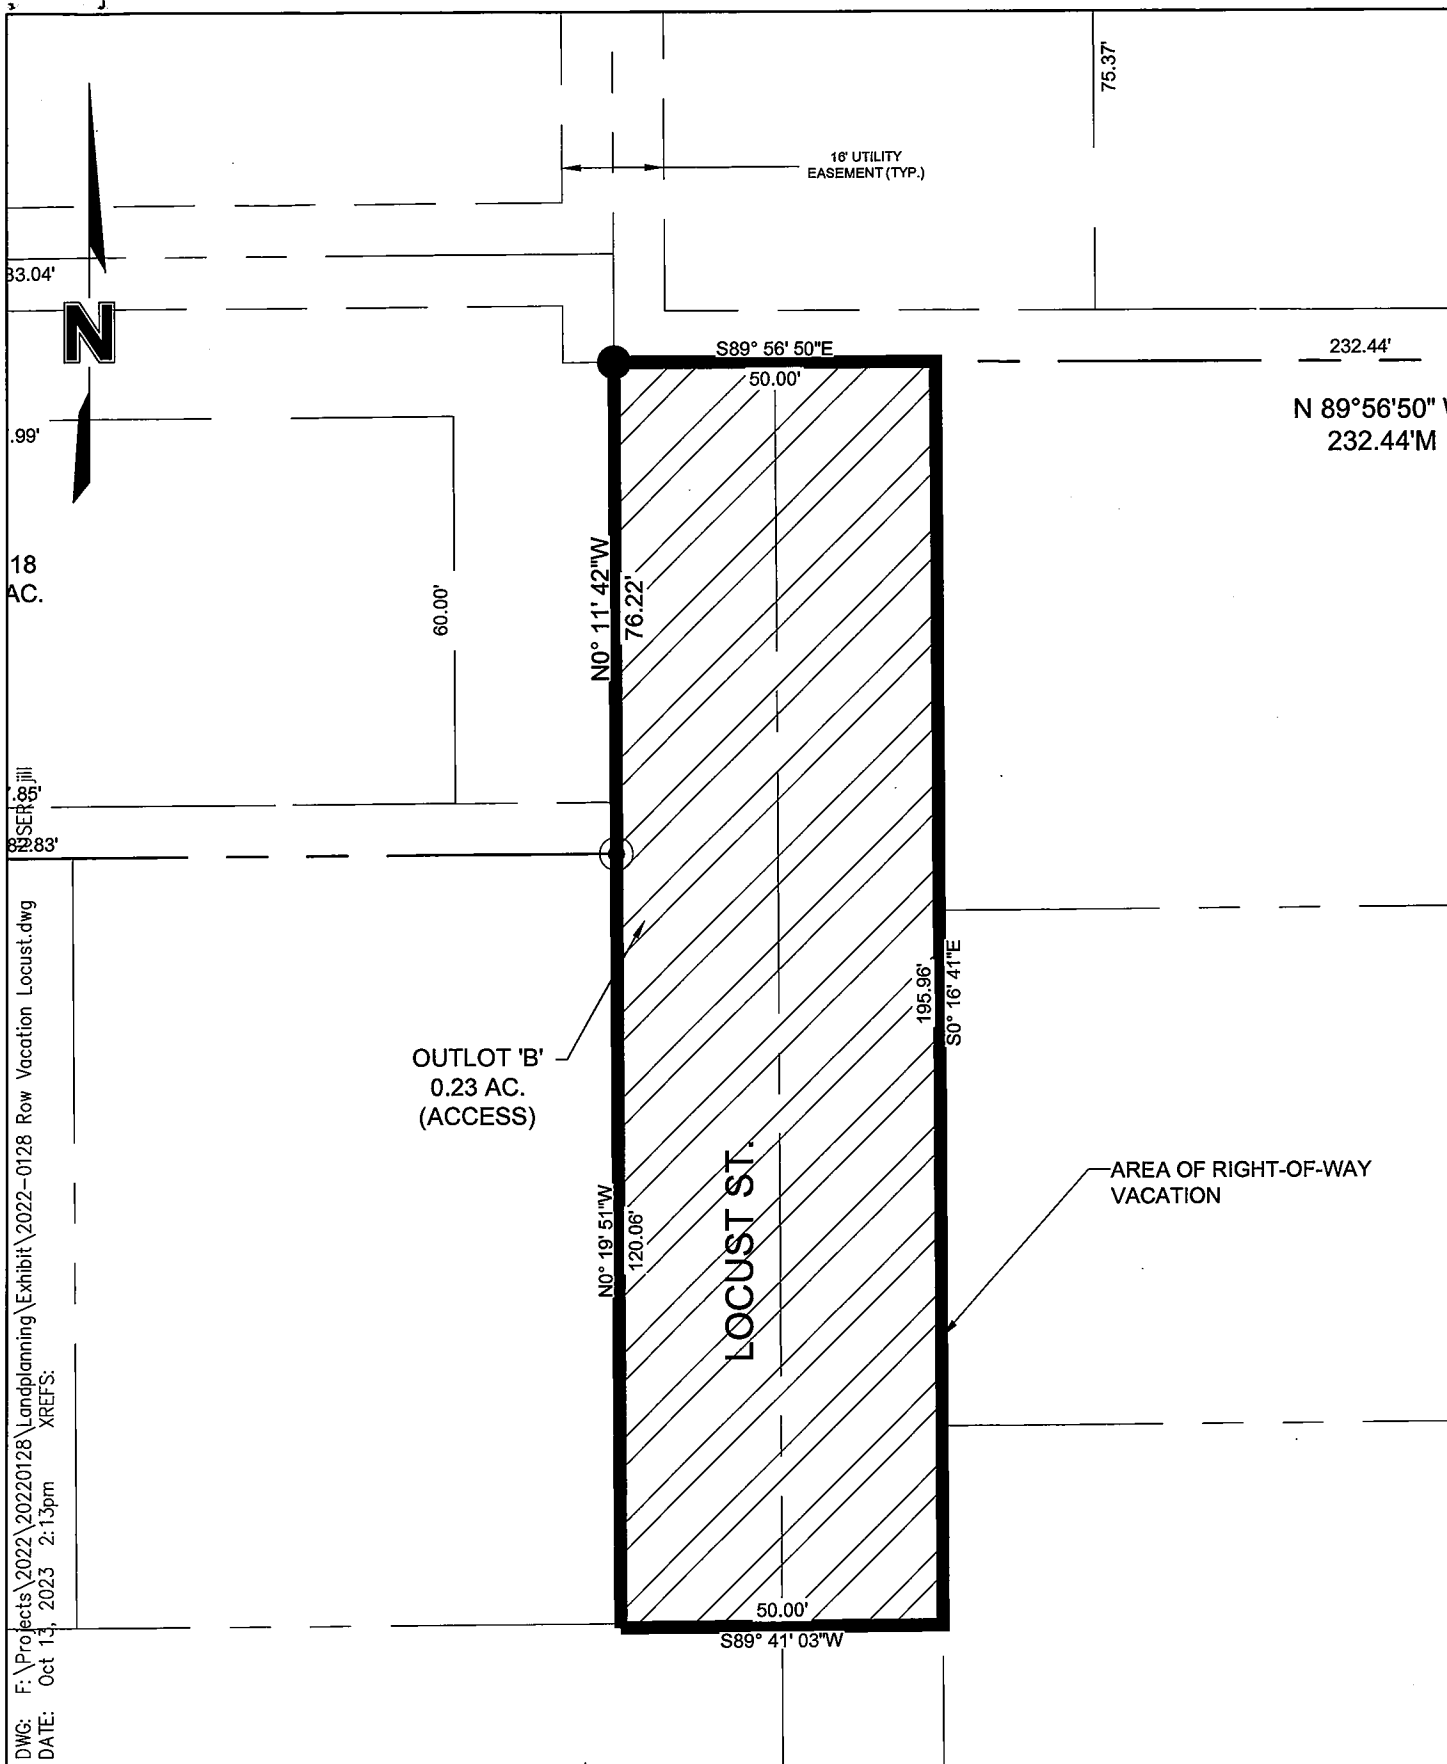 75.37'
16' UTILITY
EASEMENT (TYP.)
33.04'
N
S89° 56' 50"E
50.00'
232.44'
N 89°56'50"
232.44'M
.99'
18
AC.
60.00'
N0° 11' 42"W
76.22'
.85'
82.83'
USER: jill
195.96'
S0° 16' 41"E
OUTLOT 'B'
0.23 AC.
(ACCESS)
LOCUST ST.
N0° 19' 51"W
120.06'
AREA OF RIGHT-OF-WAY
VACATION
50.00'
S89° 41' 03"W
DWG: F:\Projects\2022\20220128\Landplanning\Exhibit\2022-0128 Row Vacation Locust.dwg
DATE: Oct 13, 2023 2:13pm XREFS: